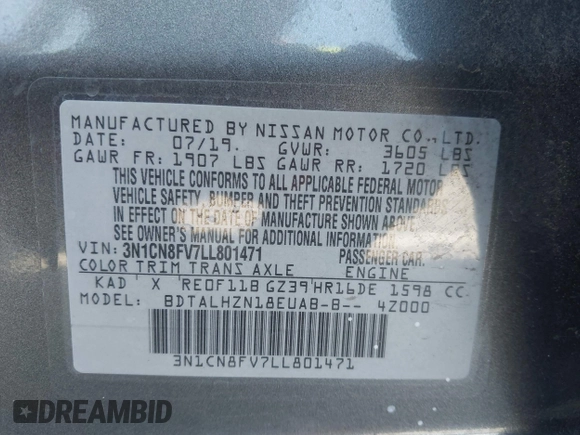 MANUFACTURED BY NISSAN MOTOR CO., LTD.
DATE: 07/19. GVWR: 3605 LBS
GAWR FR: 1907 LBS GAWR RR: 1720 LBS
THIS VEHICLE CONFORMS TO ALL APPLICABLE FEDERAL MOTOR
VEHICLE SAFETY, BUMPER AND THEFT PREVENTION STANDARDS
IN EFFECT ON THE DATE OF MANUFACTURE SHOWN ABOVE.
SEE OWNER'S MANUAL FOR ADDITIONAL INFORMATION
VIN: 3N1CN8FV7LL801471 PASSENGER CAR.
COLOR TRIM TRANS AXLE ENGINE
KAD X RE0F11B GZ39 HR16DE 1598 CC
MODEL: BDTALHZN18EUAB-B-- 4Z000
3N1CN8FV7LL801471
DREAMBID